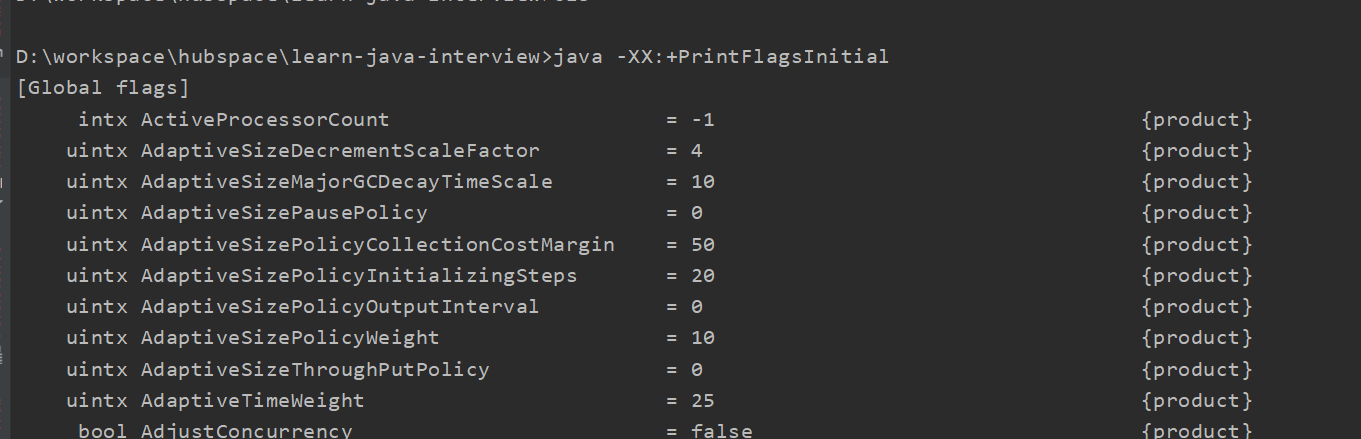 D:\workspace\hubspace\learn-java-interview>java -XX:+PrintFlagsInitial
[Global flags]
intx ActiveProcessorCount = -1 {product}
uintx AdaptiveSizeDecrementScaleFactor = 4 {product}
uintx AdaptiveSizeMajorGCDecayTimeScale = 10 {product}
uintx AdaptiveSizePausePolicy = 0 {product}
uintx AdaptiveSizePolicyCollectionCostMargin = 50 {product}
uintx AdaptiveSizePolicyInitializingSteps = 20 {product}
uintx AdaptiveSizePolicyOutputInterval = 0 {product}
uintx AdaptiveSizePolicyWeight = 10 {product}
uintx AdaptiveSizeThroughPutPolicy = 0 {product}
uintx AdaptiveTimeWeight = 25 {product}
bool AdjustConcurrency = false {product}